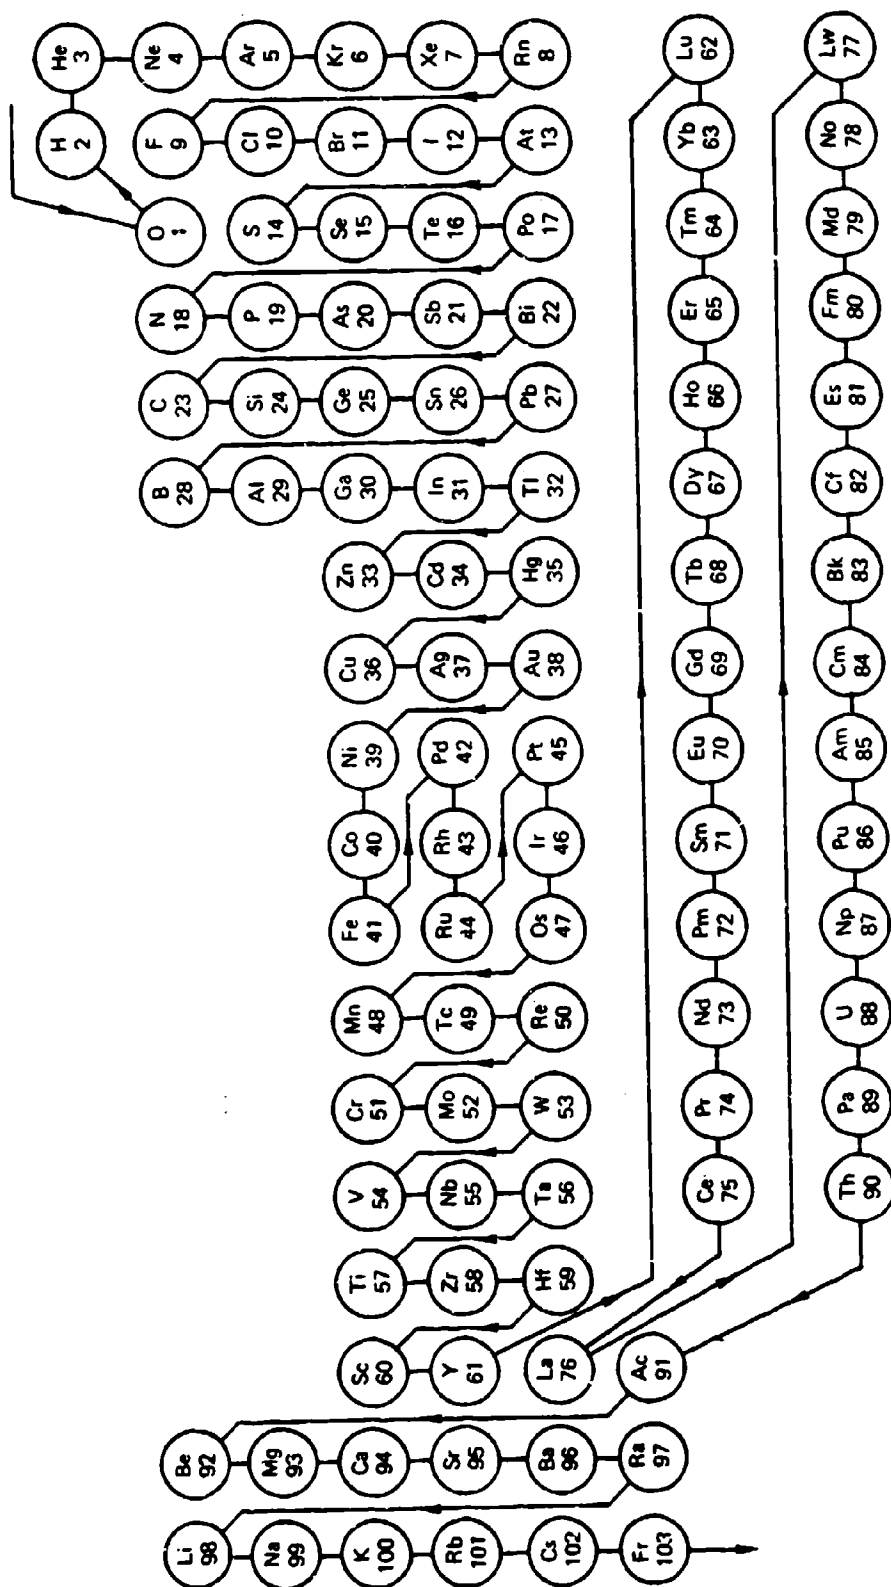 O
1
H
2
He
3
Ne
4
Ar
5
Kr
6
Xe
7
Rn
8
F
9
Cl
10
Br
11
I
12
At
13
S
14
Se
15
Te
16
Po
17
N
18
P
19
As
20
Sb
21
Bi
22
C
23
Si
24
Ge
25
Sn
26
Pb
27
B
28
Al
29
Ga
30
In
31
Tl
32
Zn
33
Cd
34
Hg
35
Cu
36
Ag
37
Au
38
Ni
39
Co
40
Fe
41
Pd
42
Rh
43
Ru
44
Pt
45
Ir
46
Os
47
Mn
48
Tc
49
Re
50
Cr
51
Mo
52
W
53
V
54
Nb
55
Ta
56
Ti
57
Zr
58
Hf
59
Sc
60
Y
61
Lu
62
Yb
63
Tm
64
Er
65
Ho
66
Dy
67
Tb
68
Gd
69
Eu
70
Sm
71
Pm
72
Nd
73
Pr
74
Ce
75
La
76
Lw
77
No
78
Md
79
Fm
80
Es
81
Cf
82
Bk
83
Cm
84
Am
85
Pu
86
Np
87
U
88
Pa
89
Th
90
Ac
91
Be
92
Mg
93
Ca
94
Sr
95
Ba
96
Ra
97
Li
98
Na
99
K
100
Rb
101
Cs
102
Fr
103